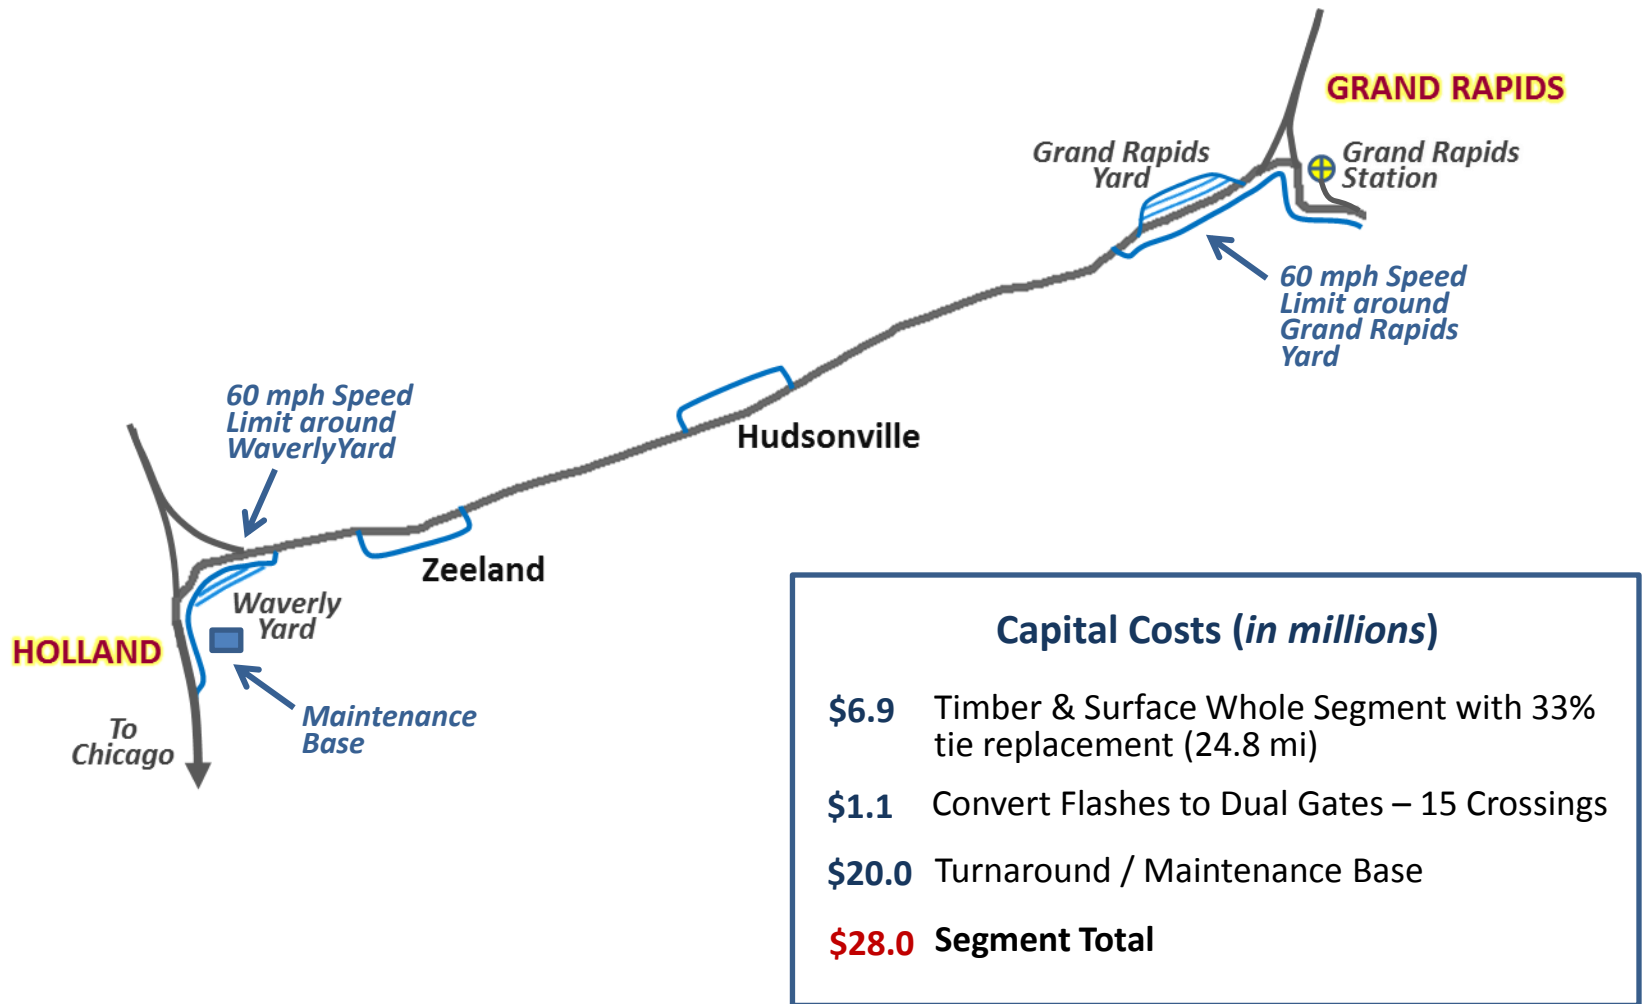 GRAND RAPIDS
Grand Rapids
Yard
Grand Rapids
Station
60 mph Speed
Limit around
Grand Rapids
Yard
60 mph Speed
Limit around
WaverlyYard
Hudsonville
Zeeland
Waverly
Yard
HOLLAND
Maintenance
Base
To
Chicago
Capital Costs (in millions)
$6.9 Timber & Surface Whole Segment with 33%
tie replacement (24.8 mi)
$1.1 Convert Flashes to Dual Gates – 15 Crossings
$20.0 Turnaround / Maintenance Base
$28.0 Segment Total